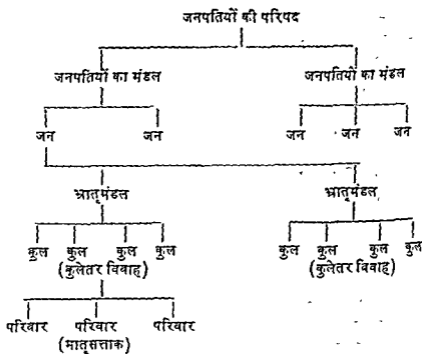 जनपतियों की परिषद
जनपतियों का मंडल जनपतियों का मंडल
जन जन जन जन जन
भ्रातृमंडल भ्रातृमंडल
कुल कुल कुल कुल कुल कुल कुल कुल
(कुलेतर विवाह) (कुलेतर विवाह)
परिवार परिवार परिवार
(मातृसत्ताक)